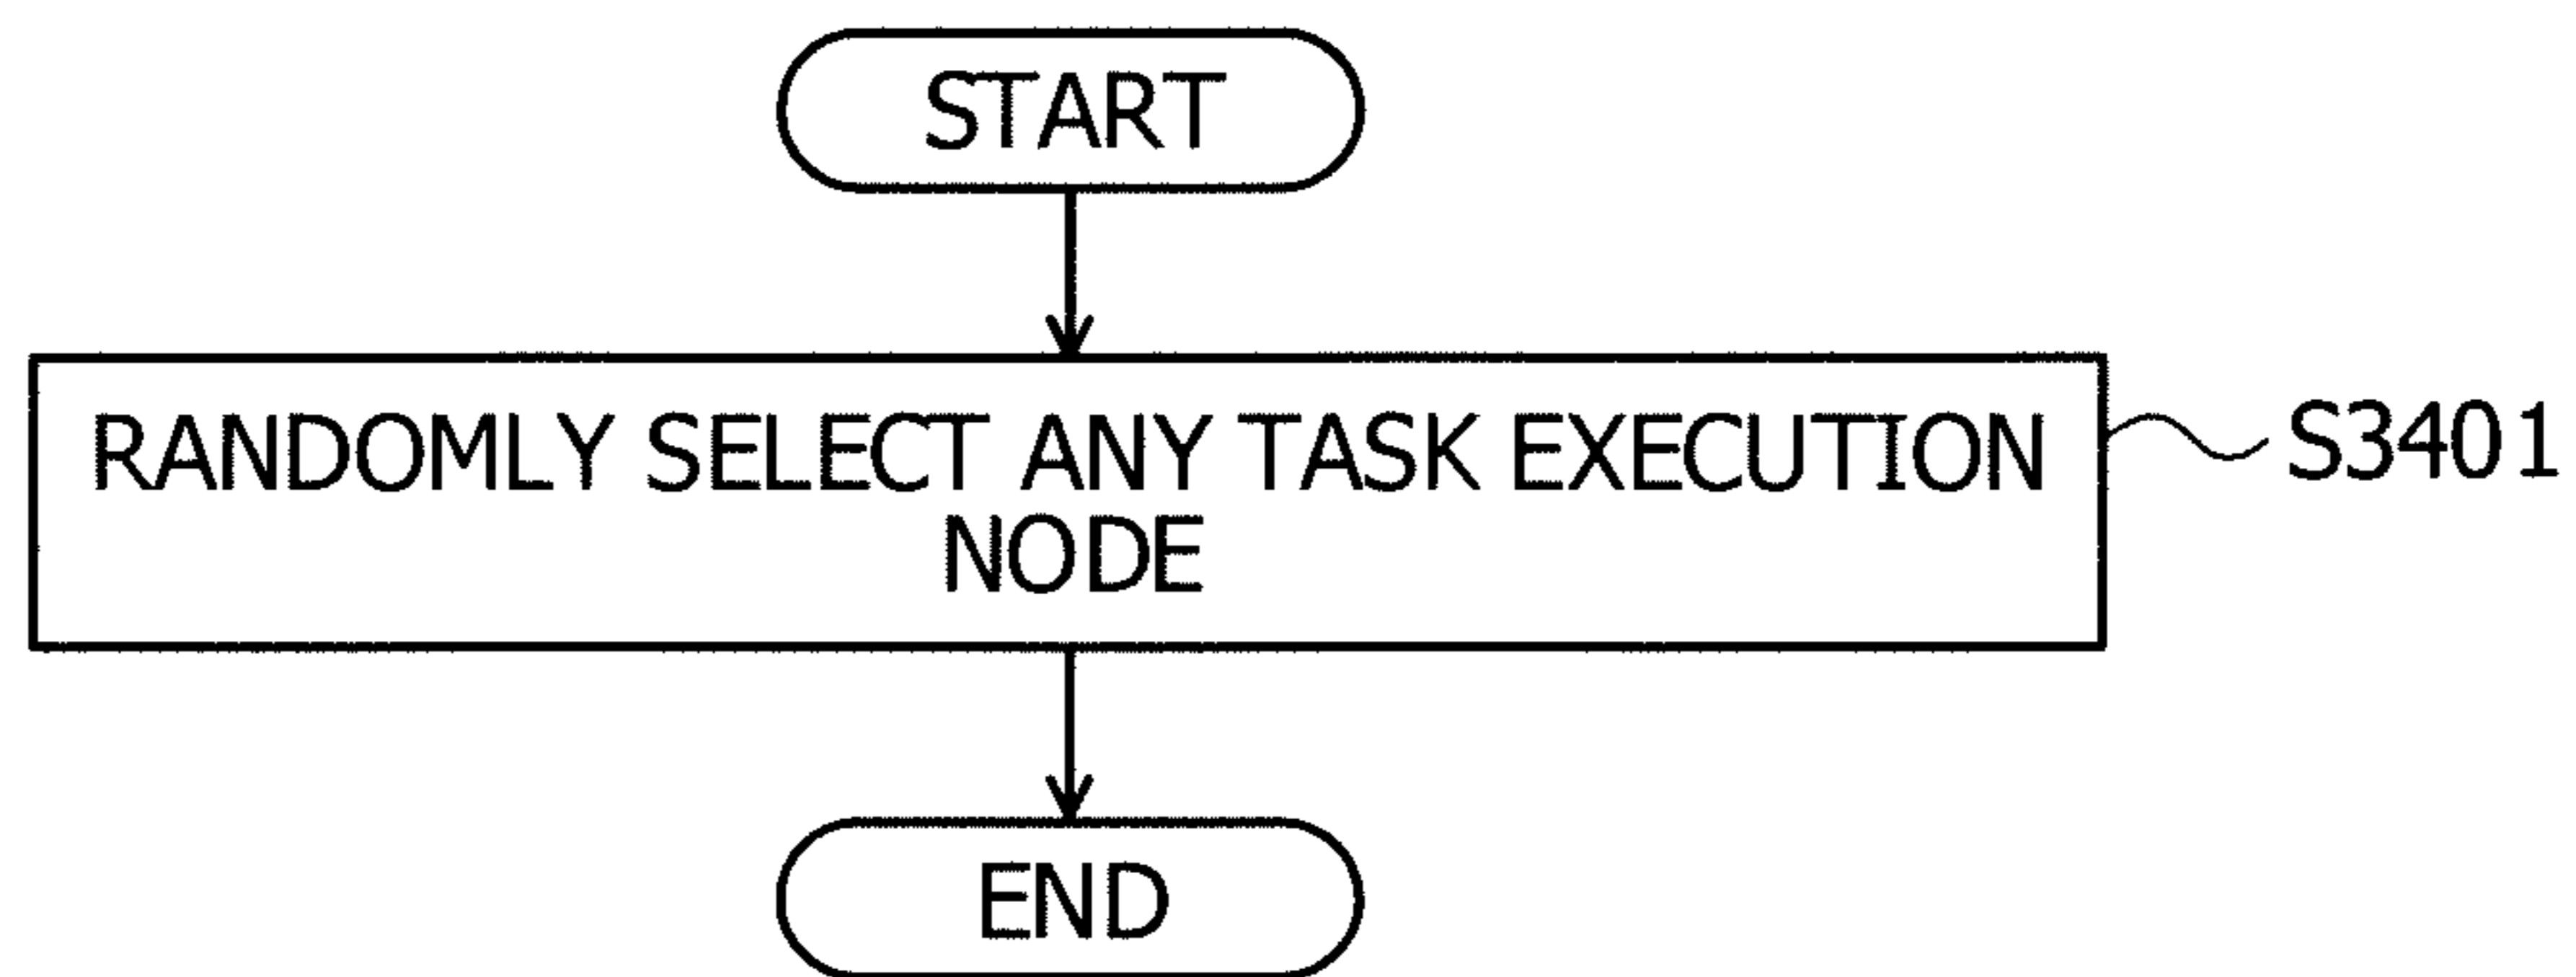 START
RANDOMLY SELECT ANY TASK EXECUTION
NODE
S3401
END